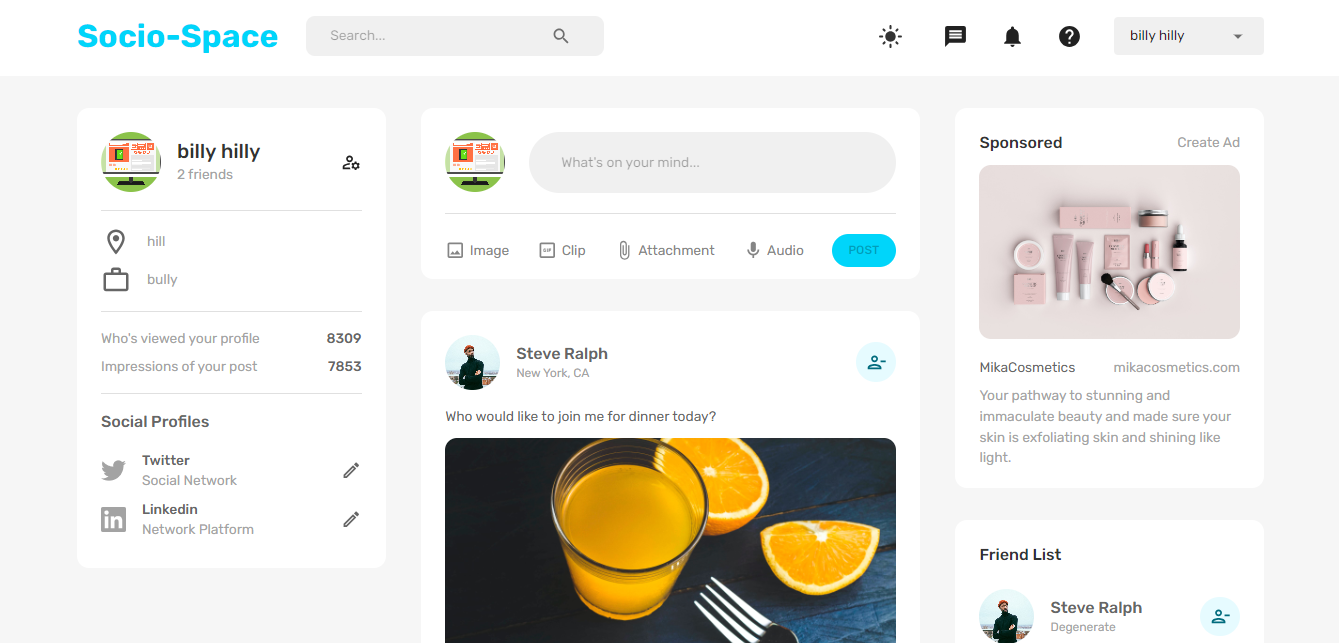 Socio-Space
Search...
billy hilly
billy hilly
2 friends
hill
bully
Who's viewed your profile 8309
Impressions of your post 7853
Social Profiles
Twitter
Social Network
Linkedin
Network Platform
What's on your mind...
Image
GIF
Clip
Attachment
Audio
POST
Steve Ralph
New York, CA
Who would like to join me for dinner today?
Sponsored
Create Ad
MikaCosmetics
mikacosmetics.com
Your pathway to stunning and
immaculate beauty and made sure your
skin is exfoliating skin and shining like
light.
Friend List
Steve Ralph
Degenerate